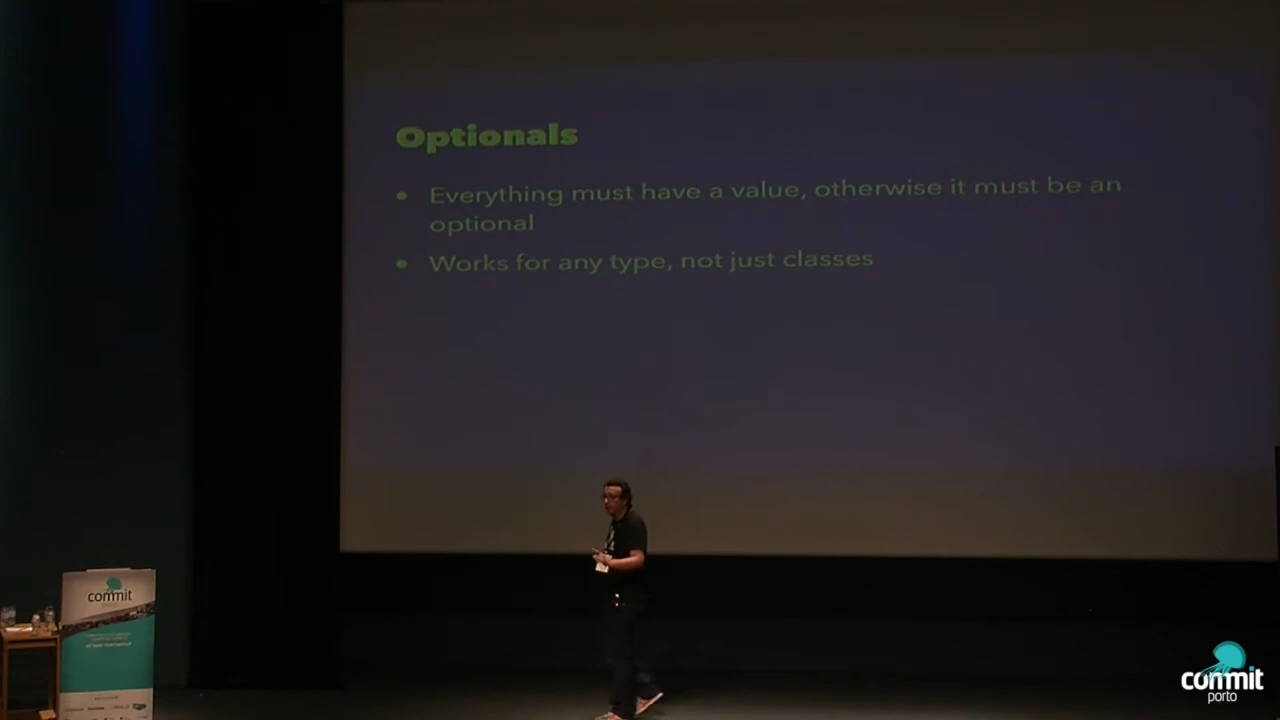 Optionals
• Everything must have a value, otherwise it must be an
optional
• Works for any type, not just classes
commit
porto
commit
porto